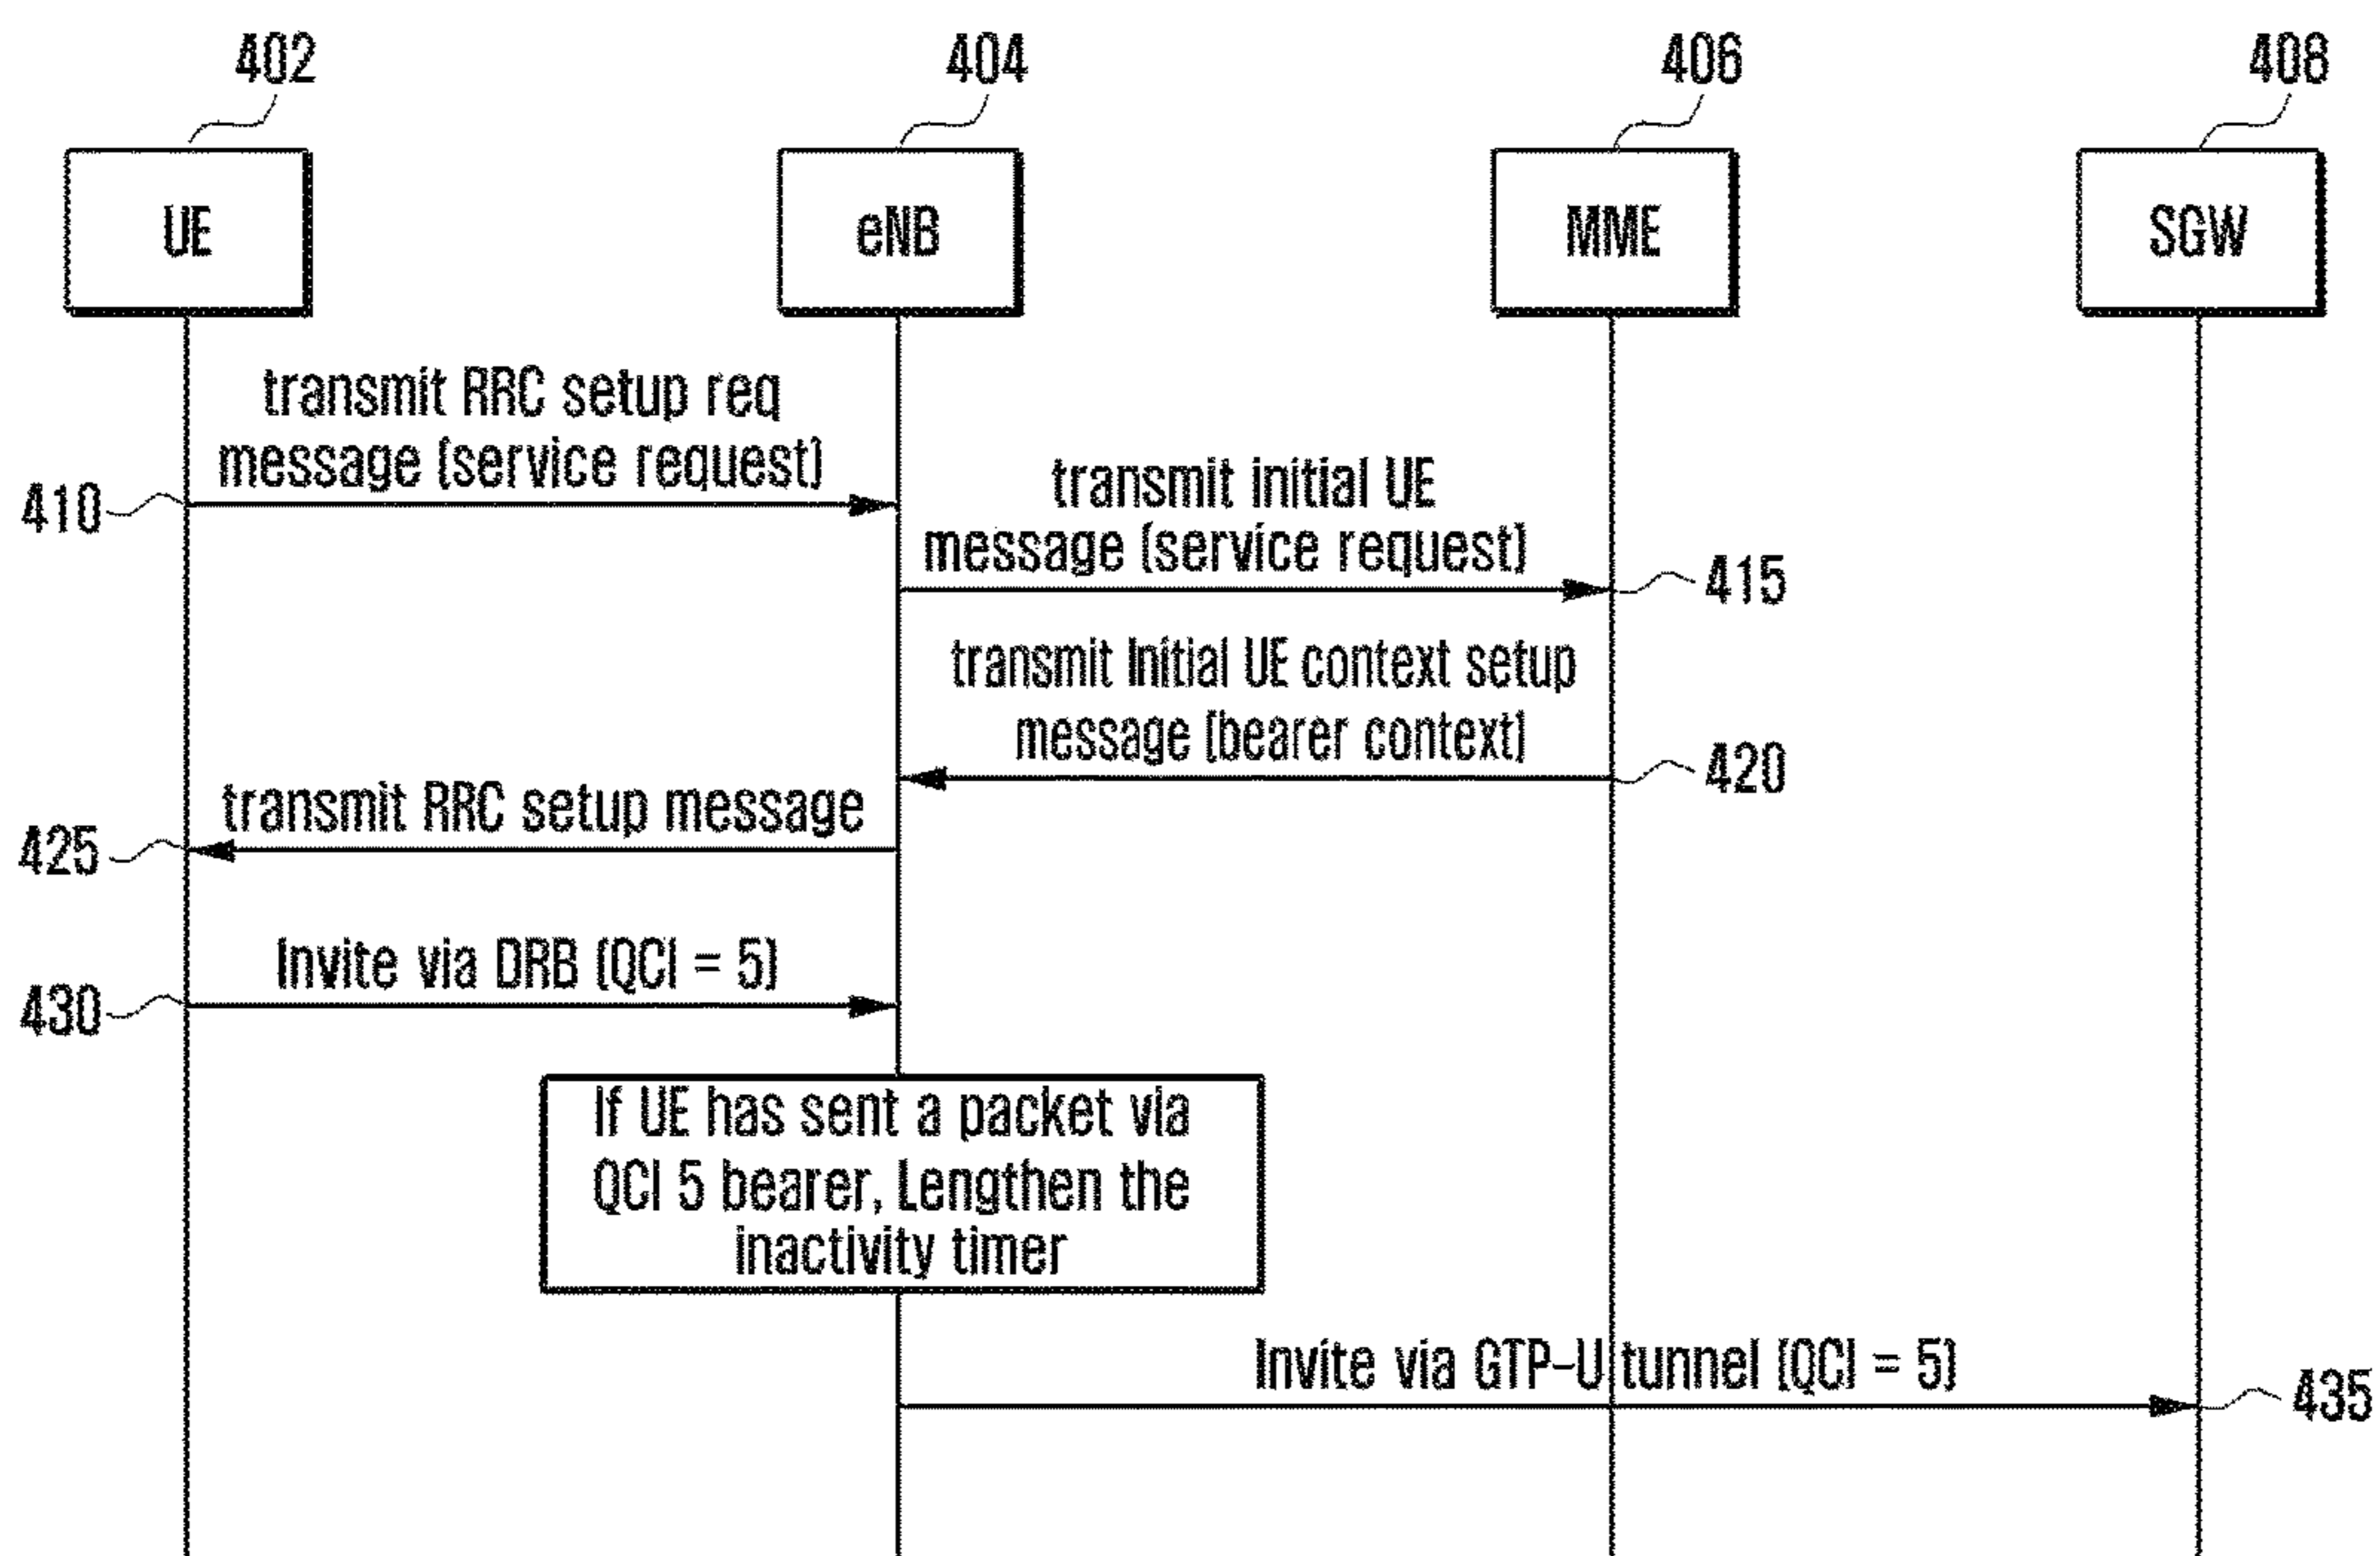 402
404
406
408
UE
eNB
MME
SGW
transmit RRC setup req
message (service request)
410
transmit initial UE
message (service request)
415
transmit Initial UE context setup
message (bearer context)
420
transmit RRC setup message
425
Invite via DRB (QCI = 5)
430
If UE has sent a packet via
QCI 5 bearer, Lengthen the
inactivity timer
Invite via GTP-U tunnel (QCI = 5)
435